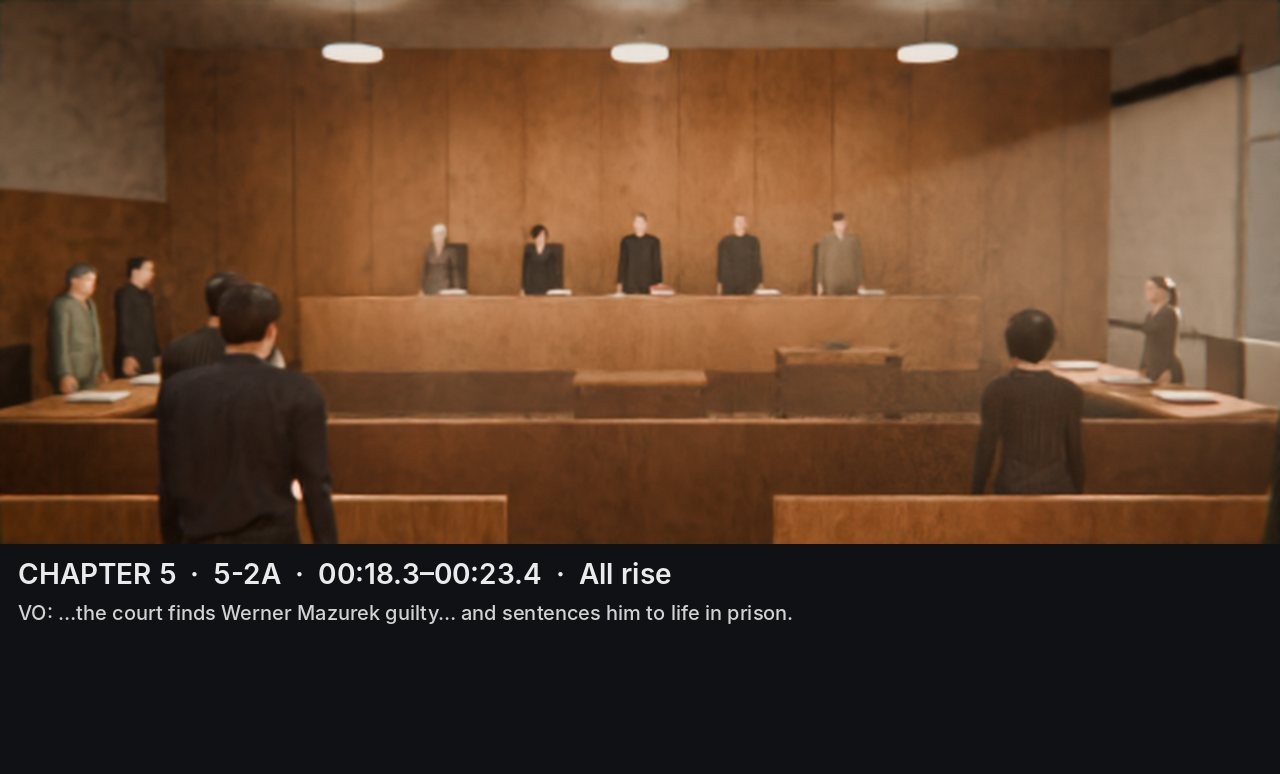 CHAPTER 5 · 5-2A · 00:18.3–00:23.4 · All rise
VO: ...the court finds Werner Mazurek guilty... and sentences him to life in prison.